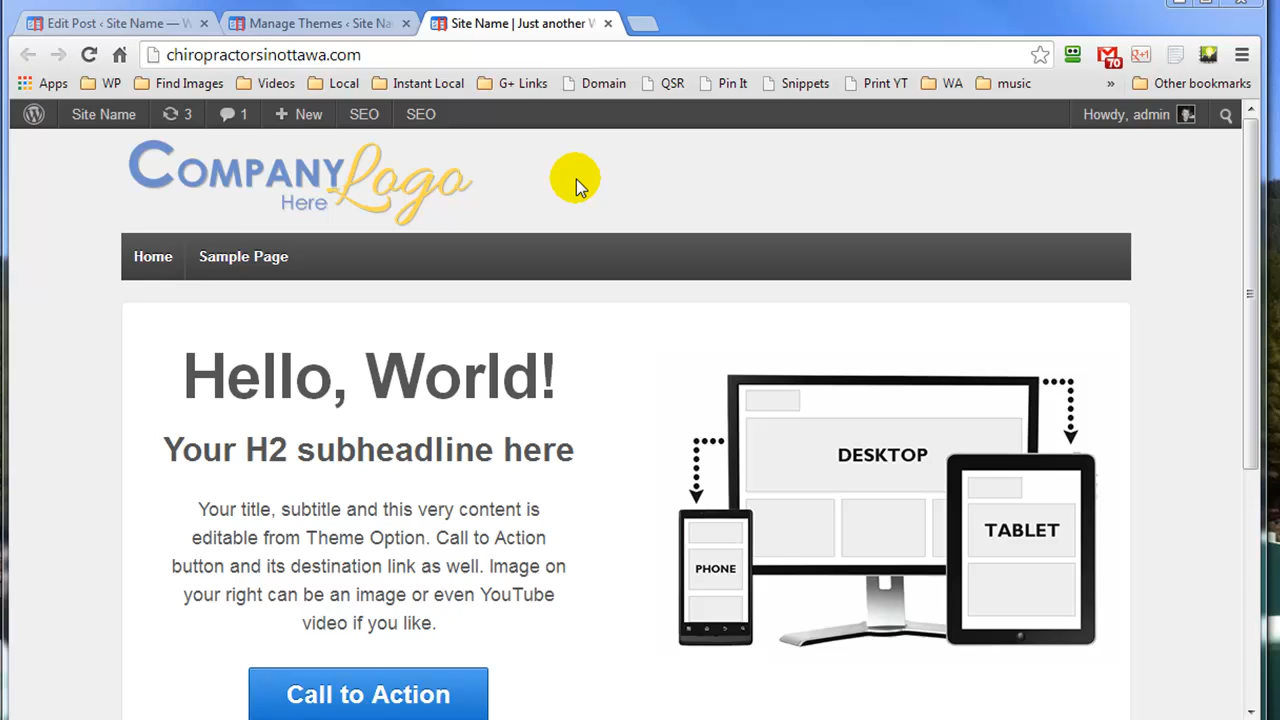 Edit Post ‹ Site Name — W
Manage Themes ‹ Site Na
Site Name | Just another W
chiropractorsinottawa.com
70
g+1
Apps WP Find Images Videos Local Instant Local G+ Links Domain QSR Pin It Snippets Print YT WA music » Other bookmarks
Site Name 3 1 + New SEO SEO Howdy, admin
COMPANY Logo
Here
Home Sample Page
Hello, World!
Your H2 subheadline here
Your title, subtitle and this very content is
editable from Theme Option. Call to Action
button and its destination link as well. Image on
your right can be an image or even YouTube
video if you like.
Call to Action
DESKTOP
TABLET
PHONE